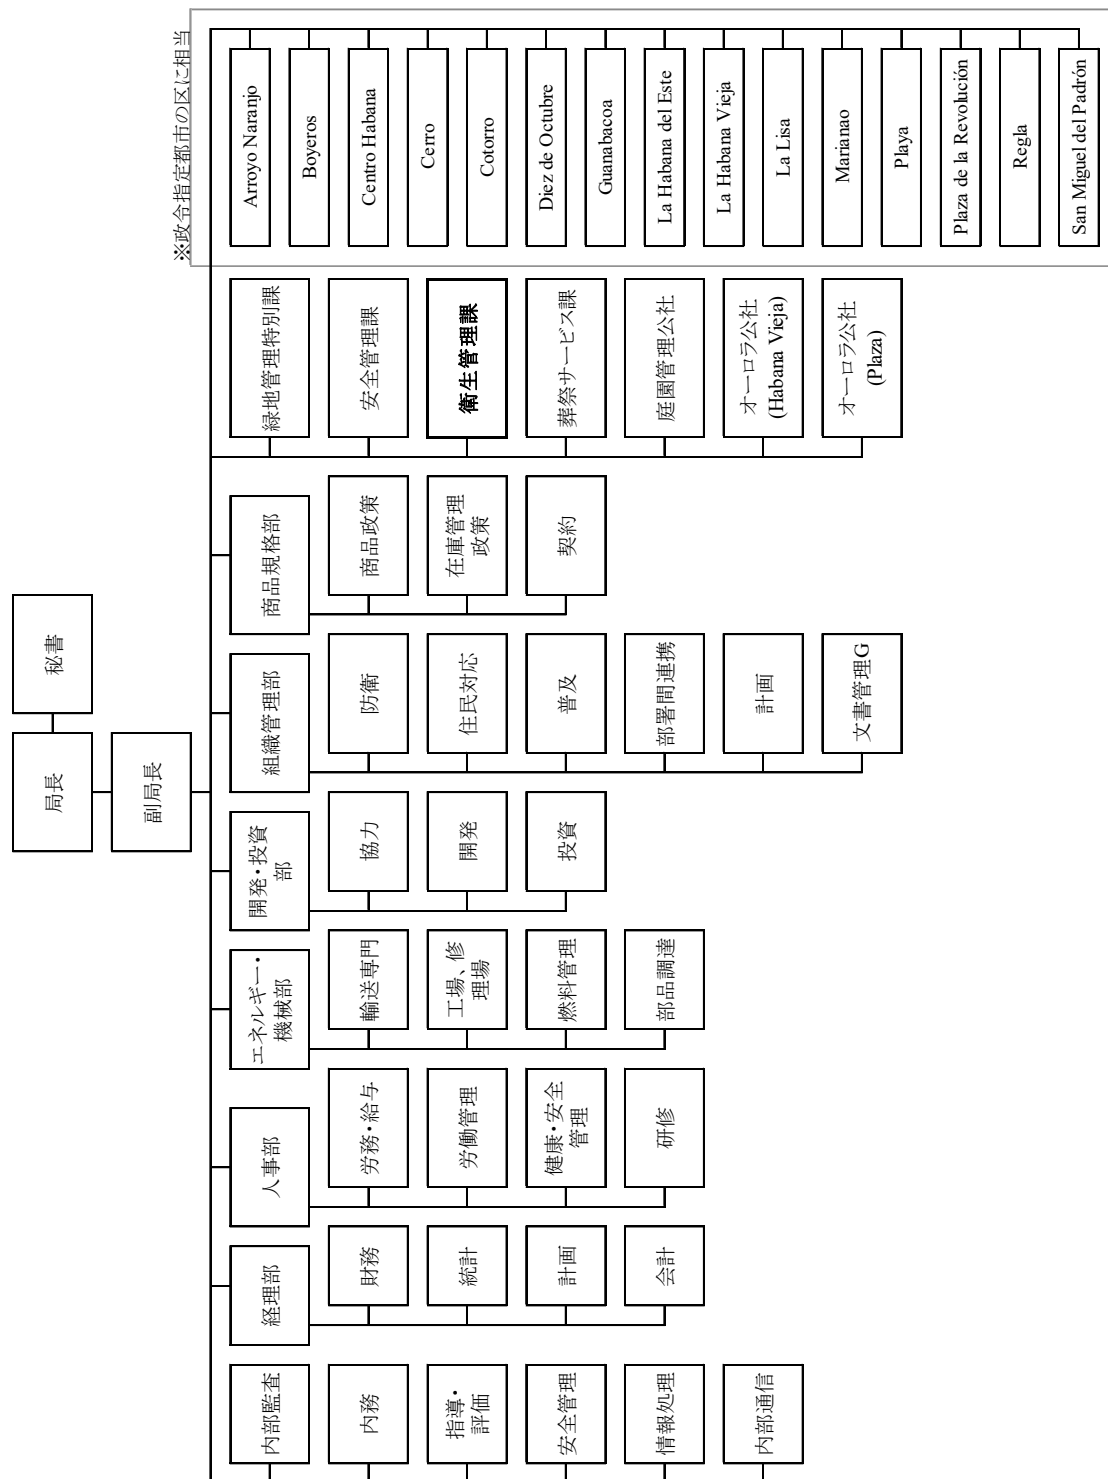 秘書
局長
副局長
内部監査
内務
指導・
評価
安全管理
情報処理
内部通信
経理部
財務
統計
計画
会計
人事部
労務・給与
労働管理
健康・安全
管理
研修
エネルギー・
機械部
輸送専門
工場、修
理場
燃料管理
部品調達
開発・投資
部
協力
開発
投資
組織管理部
防衛
住民対応
普及
部署間連携
計画
文書管理G
商品規格部
商品政策
在庫管理
政策
契約
緑地管理特別課
安全管理課
衛生管理課
葬祭サービス課
庭園管理公社
オーロラ公社
(Habana Vieja)
オーロラ公社
(Plaza)
※政令指定都市の区に相当
Arroyo Naranjo
Boyeros
Centro Habana
Cerro
Cotorro
Diez de Octubre
Guanabacoa
La Habana del Este
La Habana Vieja
La Lisa
Marianao
Playa
Plaza de la Revolución
Regla
San Miguel del Padrón